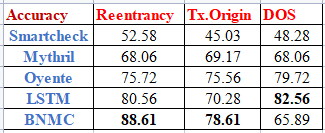 Accuracy Reentrancy Tx.Origin DOS
Smartcheck 52.58 45.03 48.28
Mythril 68.06 69.17 68.06
Oyente 75.72 75.56 79.72
LSTM 80.56 70.28 82.56
BNMC 88.61 78.61 65.89